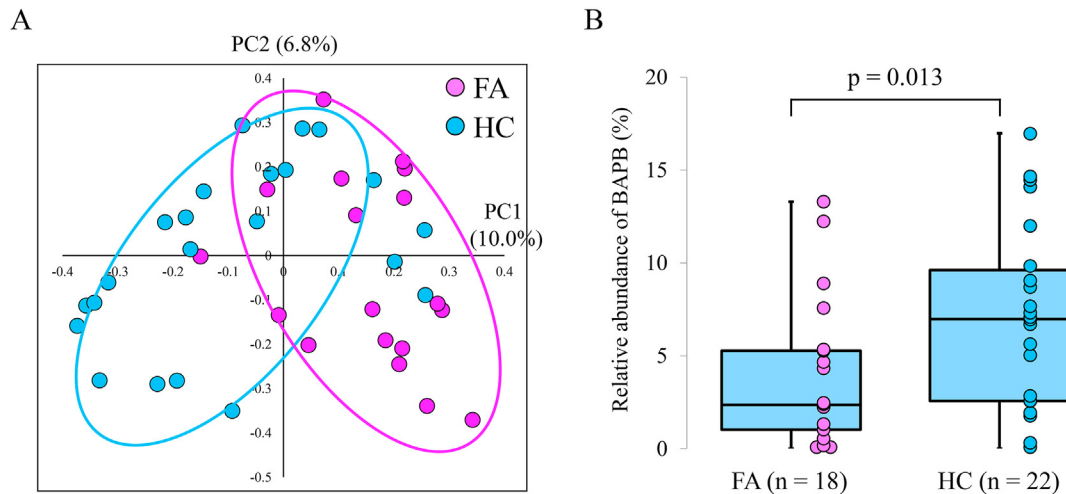 A
PC2 (6.8%)
0.4
FA
HC
0.3
0.2
0.1
PC1
(10.0%)
0
-0.4
-0.3
-0.2
-0.1
0
0.1
0.2
0.3
0.4
-0.1
-0.2
-0.3
-0.4
-0.5
B
Relative abundance of BAPB (%)
20
15
10
5
0
p = 0.013
FA (n = 18)
HC (n = 22)